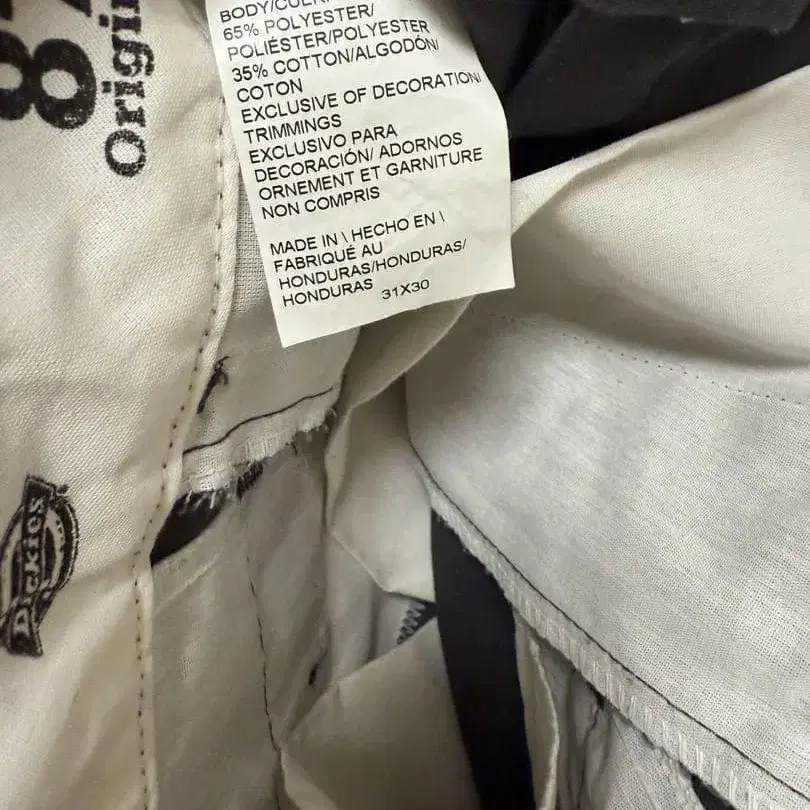 65% POLYESTER/
POLIÉSTER/POLYESTER
35% COTTON/ALGODÓN/
COTON
EXCLUSIVE OF DECORATION\
TRIMMINGS
EXCLUSIVO PARA
DECORACIÓN/ ADORNOS
ORNEMENT ET GARNITURE
NON COMPRIS
MADE IN \ HECHO EN \
FABRIQUÉ AU
HONDURAS/HONDURAS/
HONDURAS 31X30
Dickies